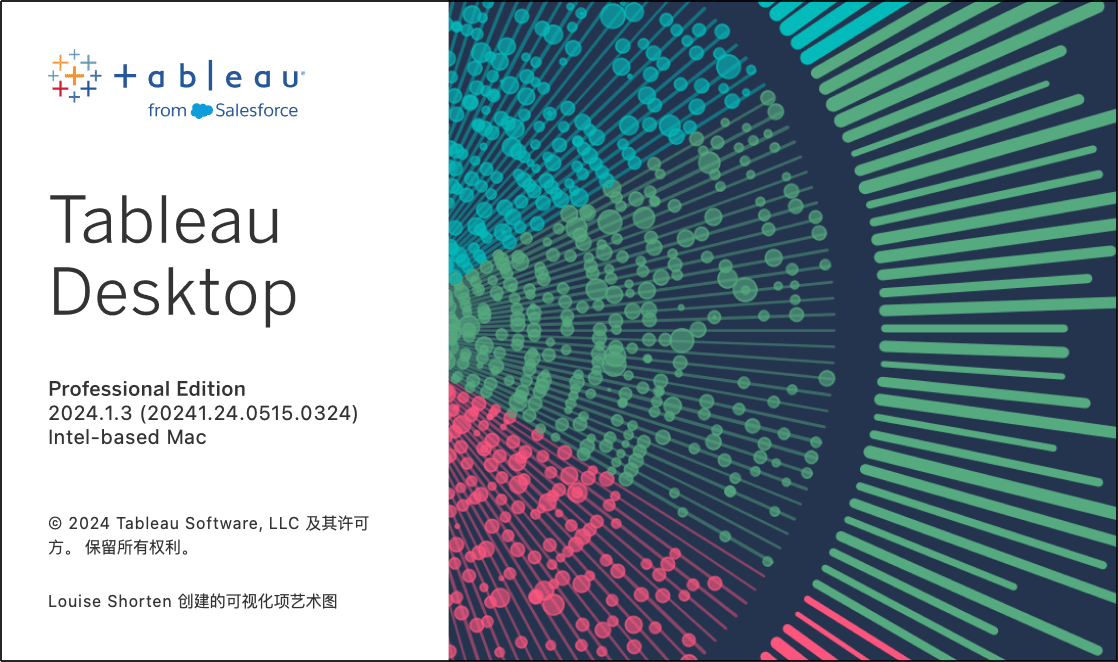 +ableau®
from Salesforce
Tableau
Desktop
Professional Edition
2024.1.3 (20241.24.0515.0324)
Intel-based Mac
© 2024 Tableau Software, LLC 及其许可
方。 保留所有权利。
Louise Shorten 创建的可视化项艺术图